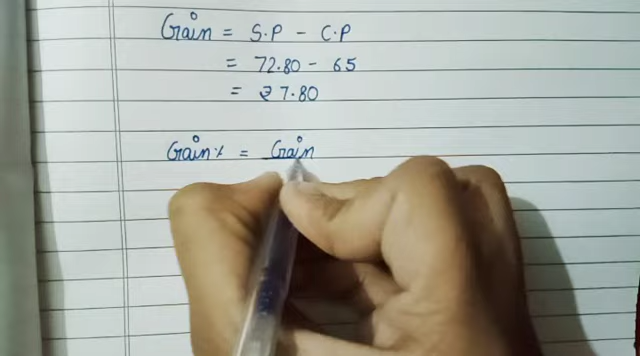 Gain = S.P - C.P
= 72.80 - 65
= ₹7.80
Gain% = Gain